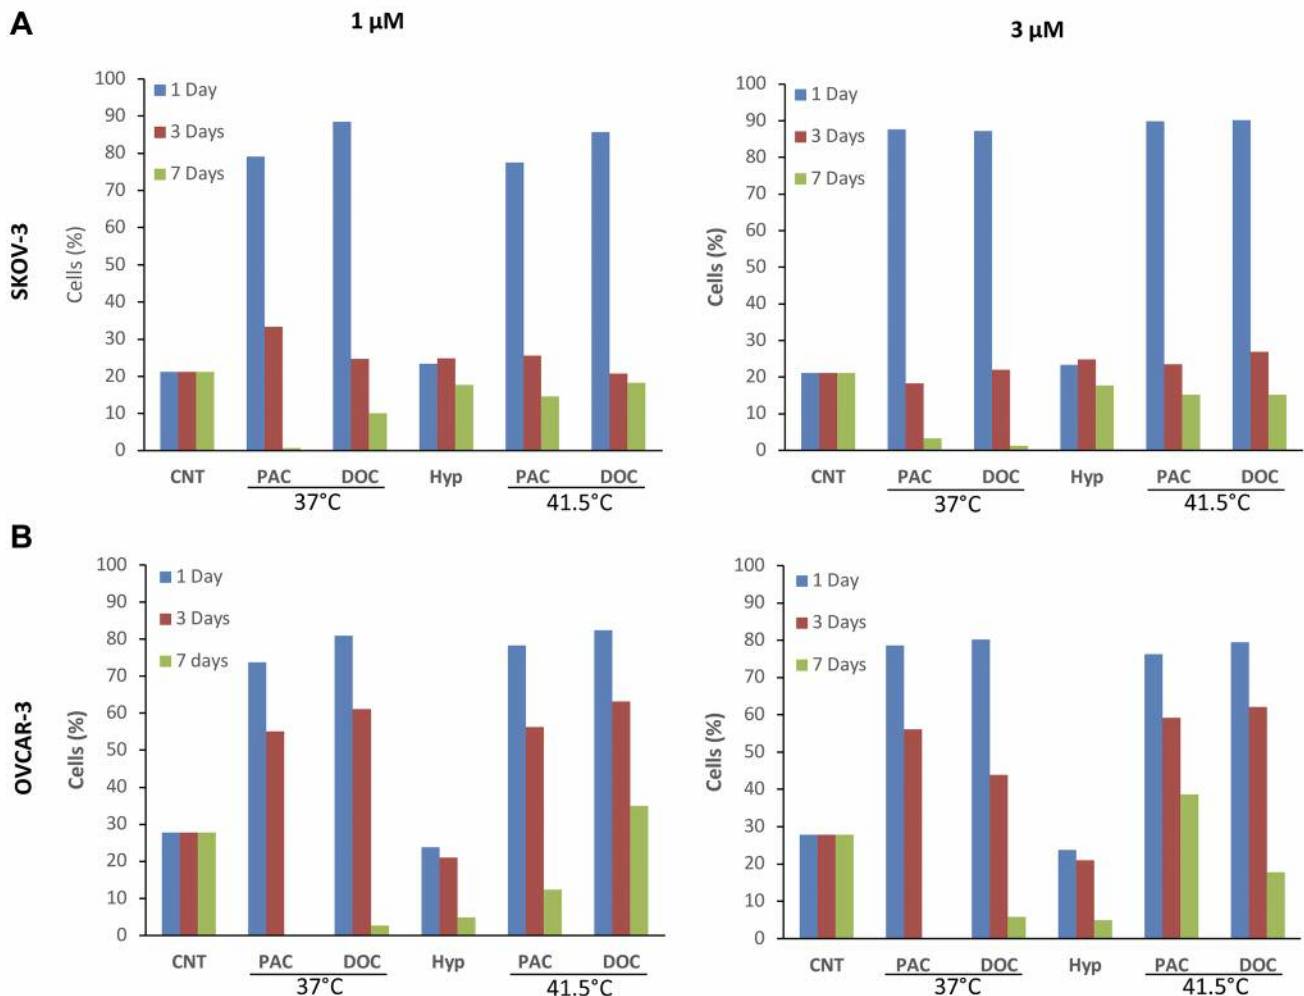 A
1 µM
3 µM
SKOV-3
Cells (%)
100
90
80
70
60
50
40
30
20
10
0
1 Day
3 Days
7 Days
CNT PAC DOC Hyp PAC DOC
37°C 41.5°C
Cells (%)
100
90
80
70
60
50
40
30
20
10
0
1 Day
3 Days
7 Days
CNT PAC DOC Hyp PAC DOC
37°C 41.5°C
B
OVCAR-3
Cells (%)
100
90
80
70
60
50
40
30
20
10
0
1 Day
3 Days
7 days
CNT PAC DOC Hyp PAC DOC
37°C 41.5°C
Cells (%)
100
90
80
70
60
50
40
30
20
10
0
1 Day
3 Days
7 Days
CNT PAC DOC Hyp PAC DOC
37°C 41.5°C